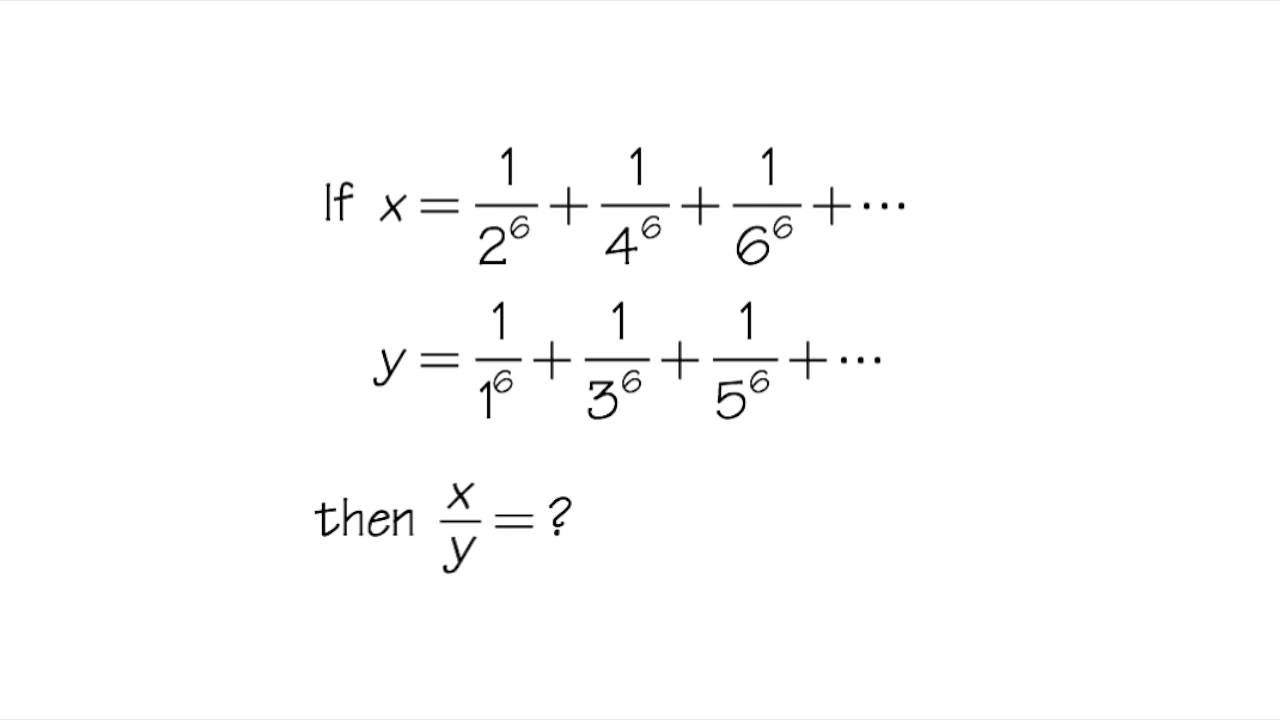 If x = 1/2⁶ + 1/4⁶ + 1/6⁶ + ⋯
y = 1/1⁶ + 1/3⁶ + 1/5⁶ + ⋯
then x/y = ?